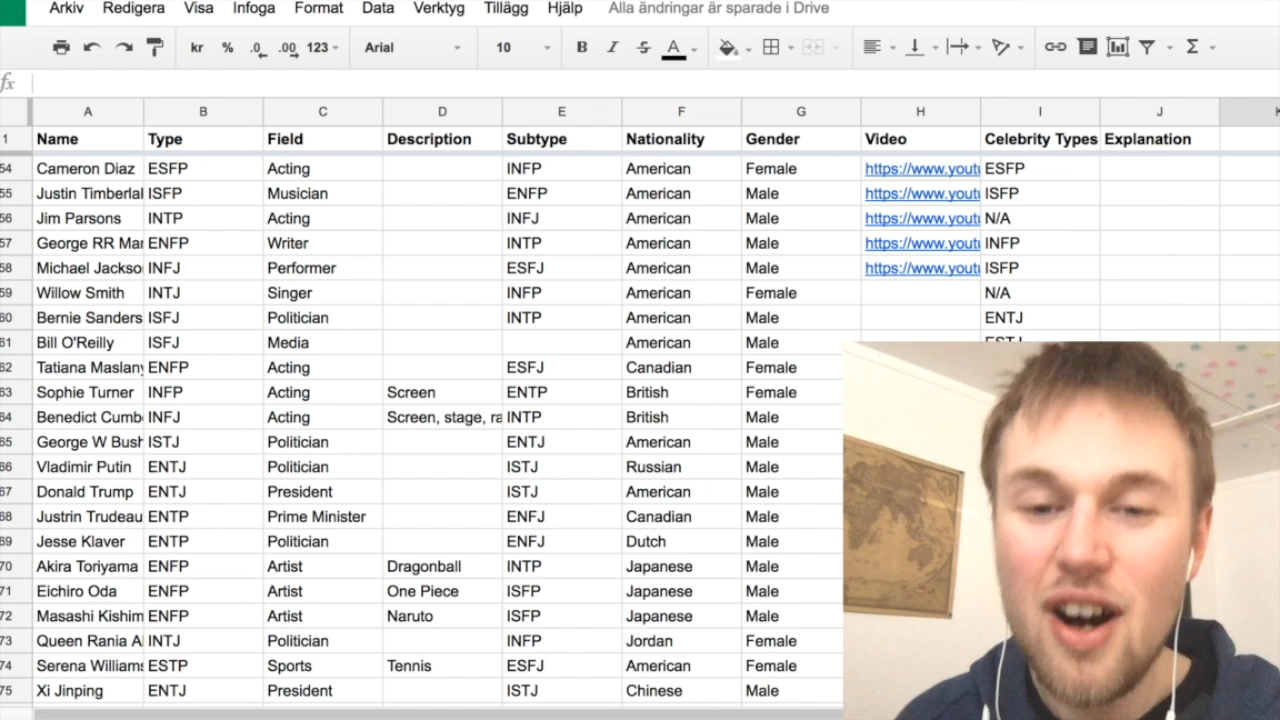 Arkiv Redigera Visa Infoga Format Data Verktyg Tillägg Hjälp Alla ändringar är sparade i Drive
kr % .0 .00 123 Arial 10 B I S A Σ
fx
A B C D E F G H I J K
1 Name Type Field Description Subtype Nationality Gender Video Celebrity Types Explanation
54 Cameron Diaz ESFP Acting INFP American Female https://www.youtu ESFP
55 Justin Timberlal ISFP Musician ENFP American Male https://www.youtu ISFP
56 Jim Parsons INTP Acting INFJ American Male https://www.youtu N/A
57 George RR Mar ENFP Writer INTP American Male https://www.youtu INFP
58 Michael Jackso INFJ Performer ESFJ American Male https://www.youtu ISFP
59 Willow Smith INTJ Singer INFP American Female N/A
60 Bernie Sanders ISFJ Politician INTP American Male ENTJ
61 Bill O'Reilly ISFJ Media American Male ESTJ
62 Tatiana Maslany ENFP Acting ESFJ Canadian Female
63 Sophie Turner INFP Acting Screen ENTP British Female
64 Benedict Cumb INFJ Acting Screen, stage, ra INTP British Male
65 George W Bush ISTJ Politician ENTJ American Male
66 Vladimir Putin ENTJ Politician ISTJ Russian Male
67 Donald Trump ENTJ President ISTJ American Male
68 Justrin Trudeau ENTP Prime Minister ENFJ Canadian Male
69 Jesse Klaver ENTP Politician ENFJ Dutch Male
70 Akira Toriyama ENFP Artist Dragonball INTP Japanese Male
71 Eichiro Oda ENFP Artist One Piece ISFP Japanese Male
72 Masashi Kishim ENFP Artist Naruto ISFP Japanese Male
73 Queen Rania A INTJ Politician INFP Jordan Female
74 Serena Williams ESTP Sports Tennis ESFJ American Female
75 Xi Jinping ENTJ President ISTJ Chinese Male